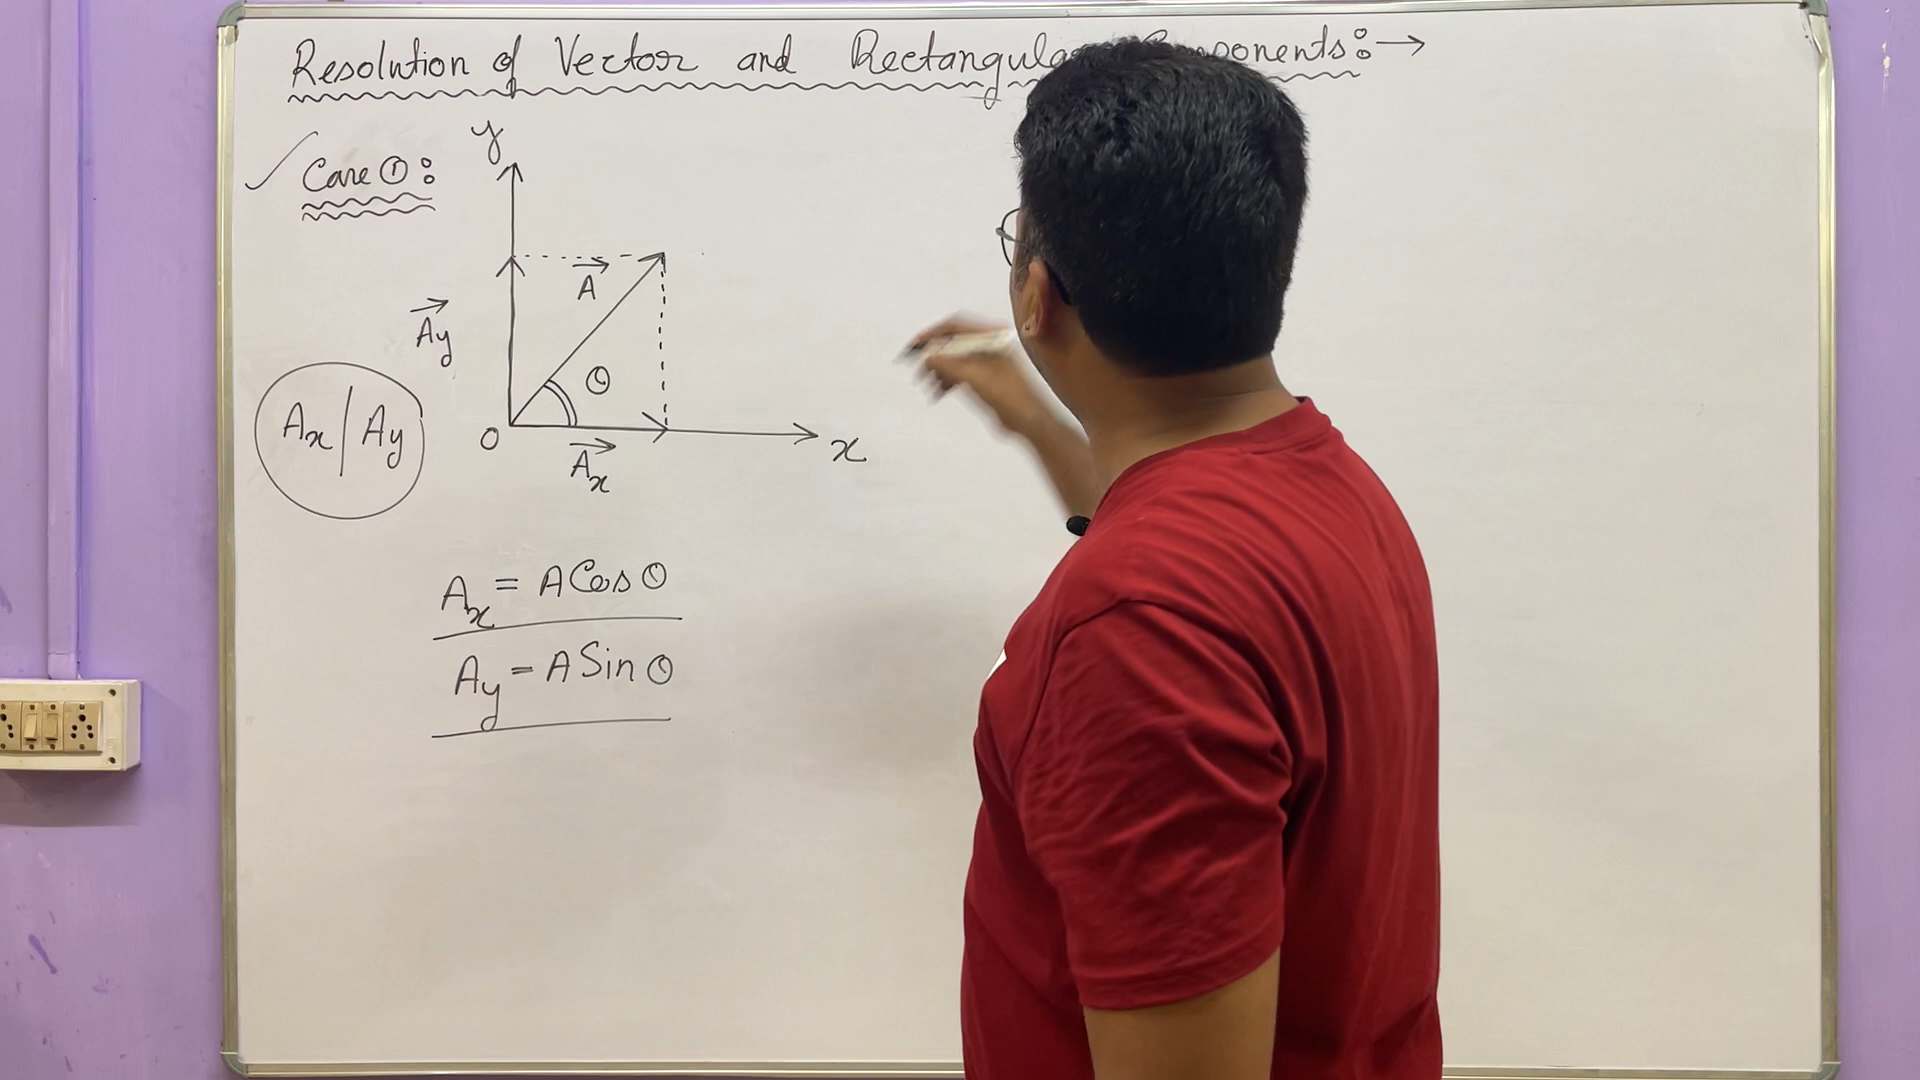 Resolution of Vector and Rectangular Components:→
Case ①:
y
A
Ay
θ
Ax | Ay
O
Ax
x
Ax = A Cos θ
Ay = A Sin θ